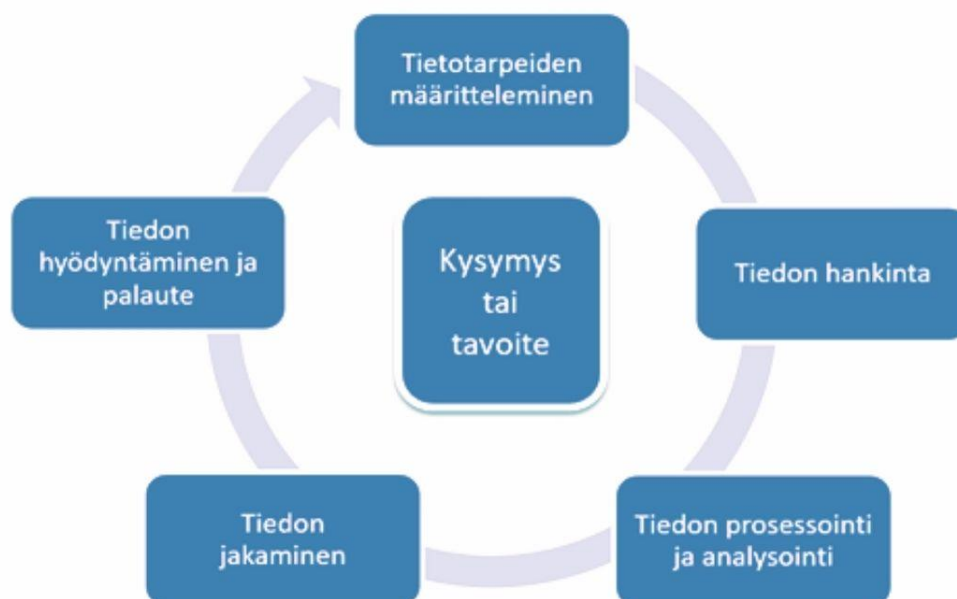 Tietotarpeiden
määritteleminen
Tiedon hankinta
Tiedon prosessointi
ja analysointi
Tiedon
jakaminen
Tiedon
hyödyntäminen ja
palaute
Kysymys
tai
tavoite